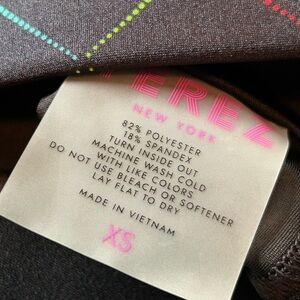 TEREZ
NEW YORK
82% POLYESTER
18% SPANDEX
TURN INSIDE OUT
MACHINE WASH COLD
WITH LIKE COLORS
DO NOT USE BLEACH OR SOFTENER
LAY FLAT TO DRY
MADE IN VIETNAM
XS